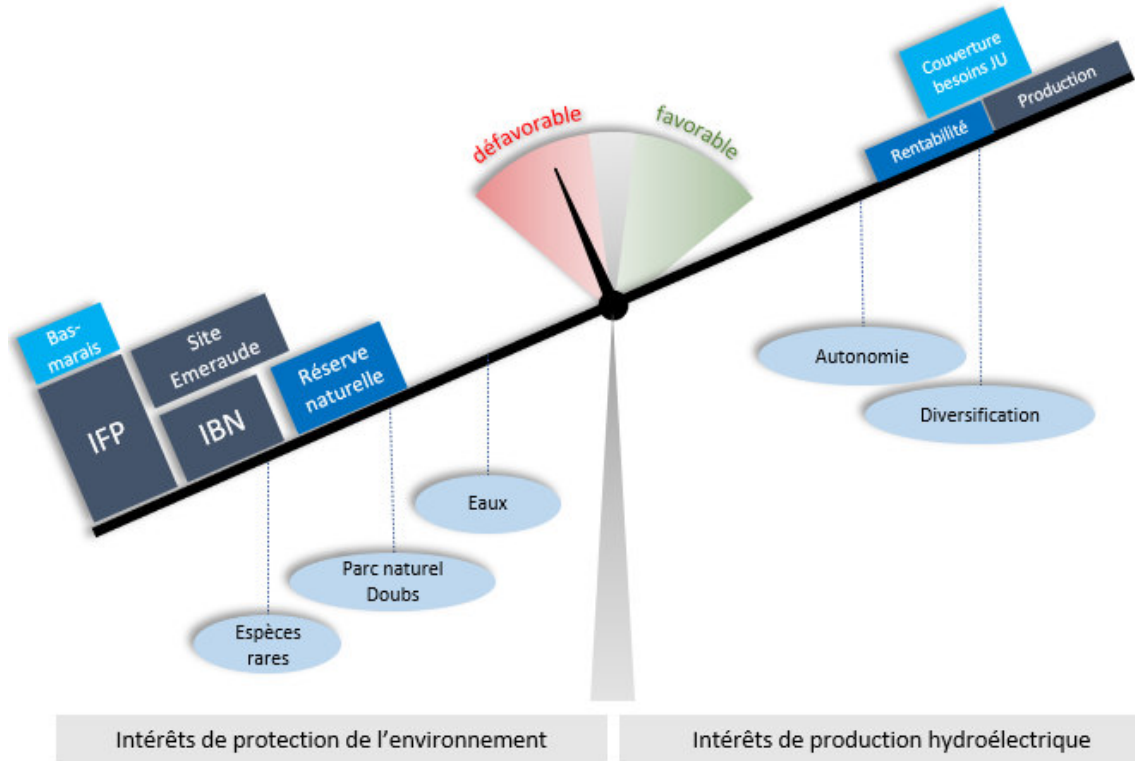 défavorable
favorable
Couverture
besoins JU
Production
Rentabilité
Bas-
marais
Site
Emeraude
Réserve
naturelle
IFP
IBN
Autonomie
Diversification
Eaux
Parc naturel
Doubs
Espèces
rares
Intérêts de protection de l'environnement
Intérêts de production hydroélectrique